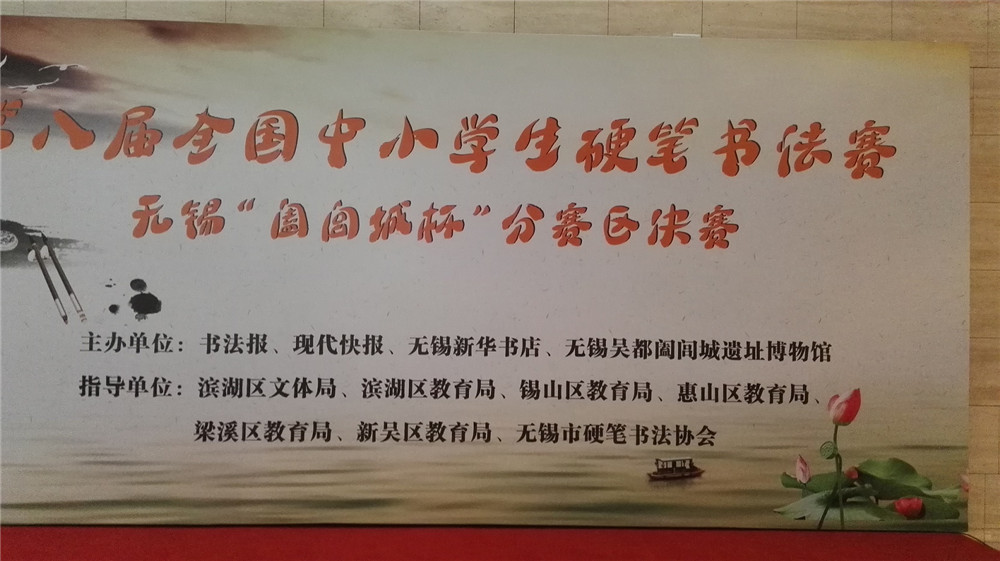 第八届全国中小学生硬笔书法赛
无锡“阖闾城杯”分赛区决赛
主办单位：书法报、现代快报、无锡新华书店、无锡吴都阖闾城遗址博物馆
指导单位：滨湖区文体局、滨湖区教育局、锡山区教育局、惠山区教育局、
梁溪区教育局、新吴区教育局、无锡市硬笔书法协会